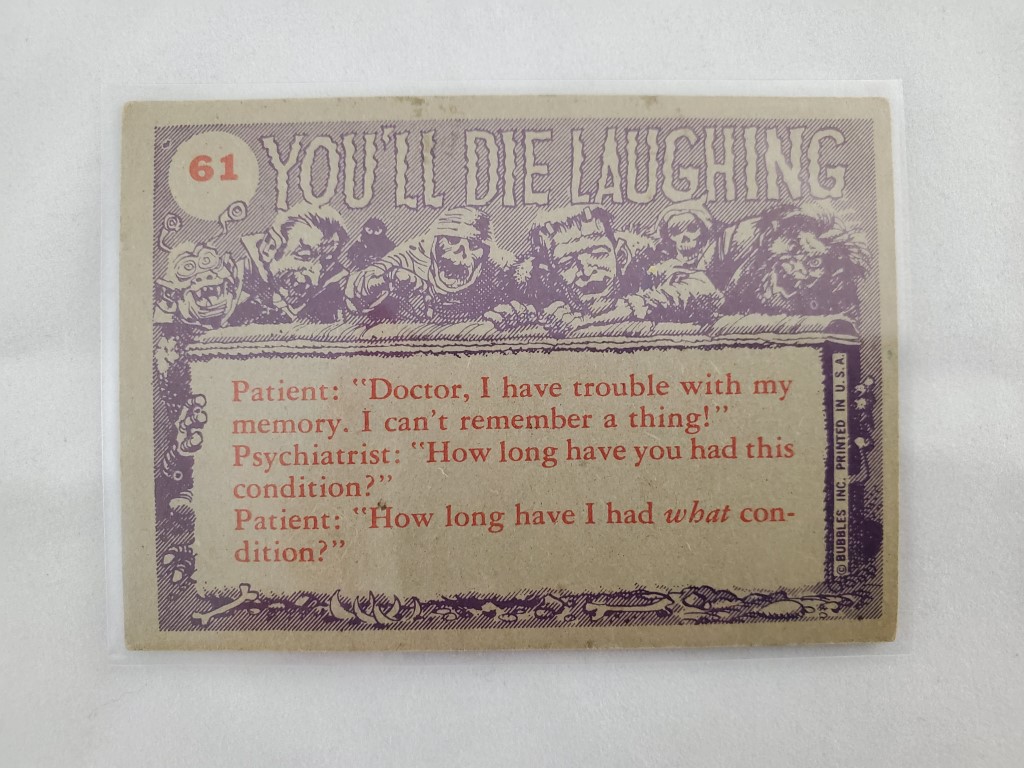 61
YOU'LL DIE LAUGHING
Patient: "Doctor, I have trouble with my
memory. I can't remember a thing!"
Psychiatrist: "How long have you had this
condition?"
Patient: "How long have I had what con-
dition?"
© BUBBLES INC. PRINTED IN U.S.A.